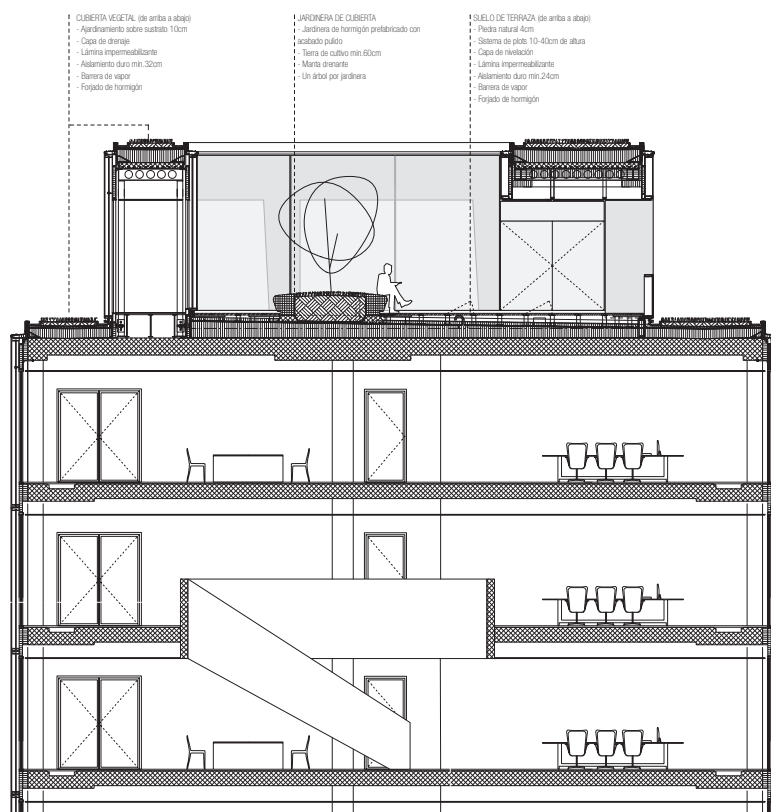 CUBIERTA VEGETAL (de arriba a abajo)
- Ajardinamiento sobre sustrato 10cm
- Capa de drenaje
- Lámina impermeabilizante
- Aislamiento duro min.32cm
- Barrera de vapor
- Forjado de hormigón
JARDINERA DE CUBIERTA
- Jardinera de hormigón prefabricado con
acabado pulido
- Tierra de cultivo min.60cm
- Manta drenante
- Un árbol por jardinera
SUELO DE TERRAZA (de arriba a abajo)
- Piedra natural 4cm
- Sistema de plots 10-40cm de altura
- Capa de nivelación
- Lámina impermeabilizante
- Aislamiento duro min.24cm
- Barrera de vapor
- Forjado de hormigón